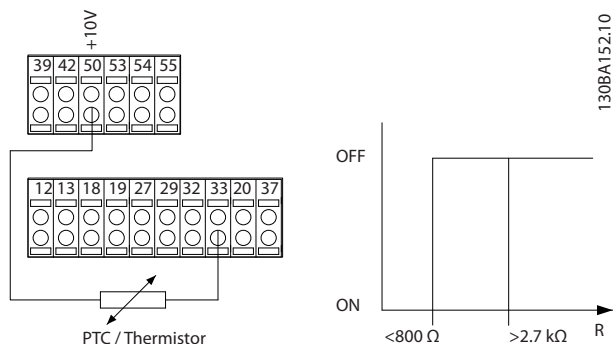 +10V
39 42 50 53 54 55
12 13 18 19 27 29 32 33 20 37
PTC / Thermistor
130BA152.10
OFF
ON
<800 Ω >2.7 kΩ R